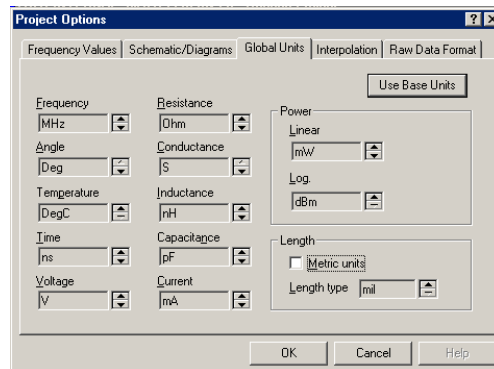 Project Options
Frequency Values Schematic/Diagrams Global Units Interpolation Raw Data Format
Use Base Units
Frequency
MHz
Resistance
Ohm
Angle
Deg
Conductance
S
Temperature
DegC
Inductance
nH
Time
ns
Capacitance
pF
Voltage
V
Current
mA
Power
Linear
mW
Log.
dBm
Length
Metric units
Length type mil
OK Cancel Help